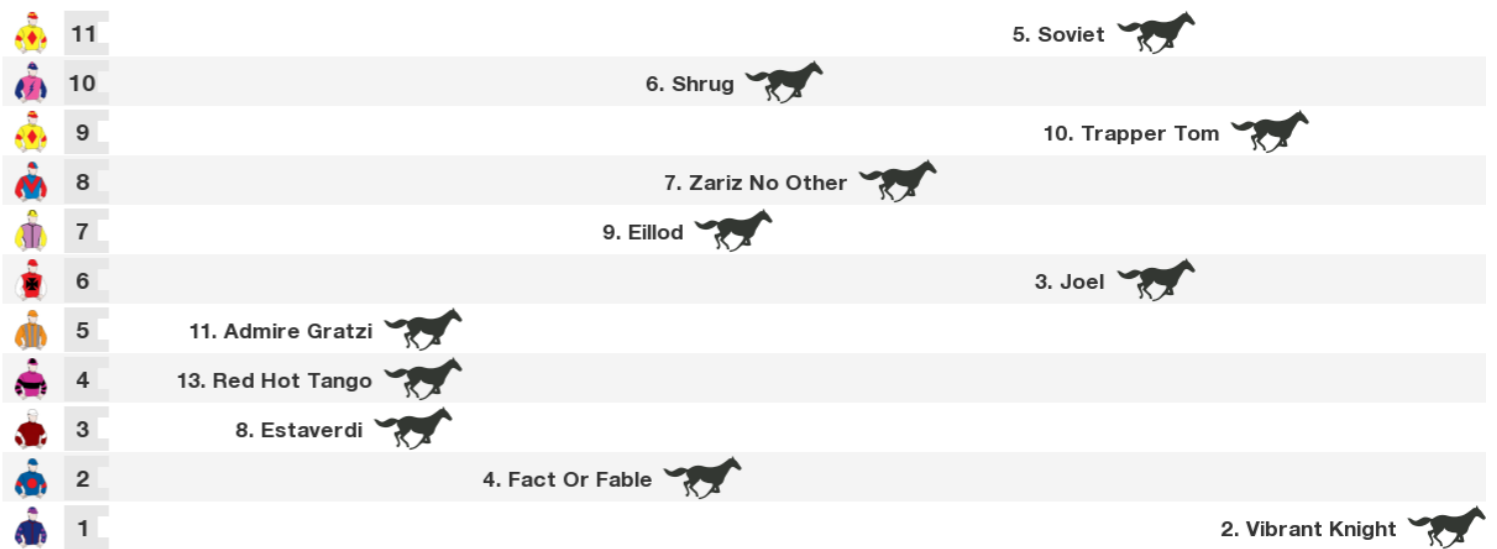 11 5. Soviet
10 6. Shrug
9 10. Trapper Tom
8 7. Zariz No Other
7 9. Eillod
6 3. Joel
5 11. Admire Gratzi
4 13. Red Hot Tango
3 8. Estaverdi
2 4. Fact Or Fable
1 2. Vibrant Knight